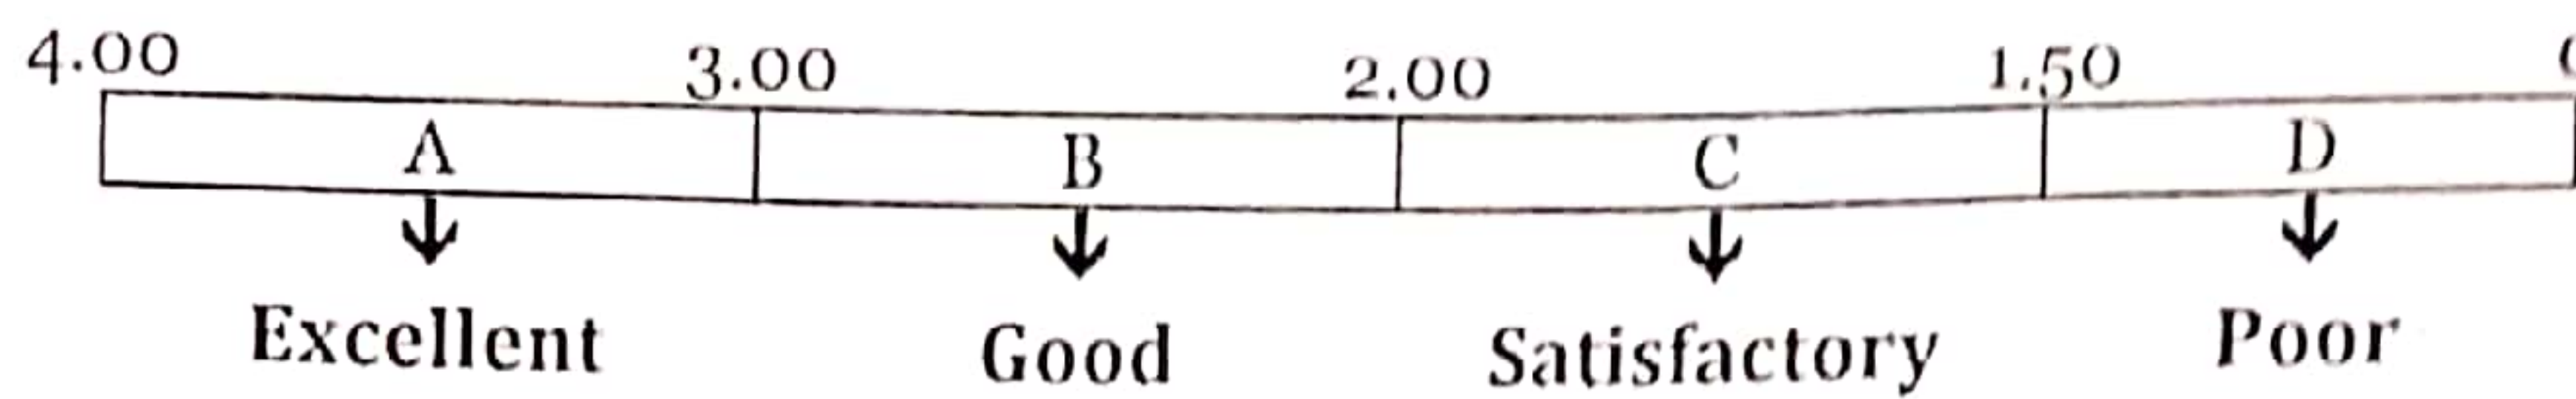 4.00 3.00 2.00 1.50
A B C D
Excellent Good Satisfactory Poor